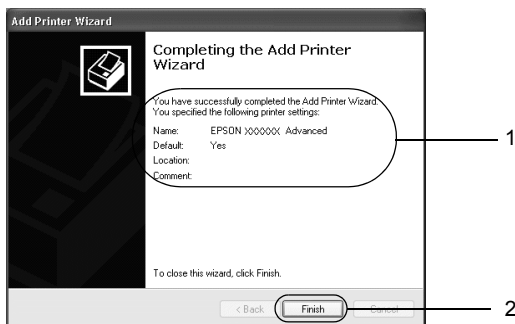 Add Printer Wizard
Completing the Add Printer
Wizard
You have successfully completed the Add Printer Wizard.
You specified the following printer settings:
Name: EPSON XXXXXX Advanced
Default: Yes
Location:
Comment:
1
To close this wizard, click Finish.
< Back Finish Cancel
2